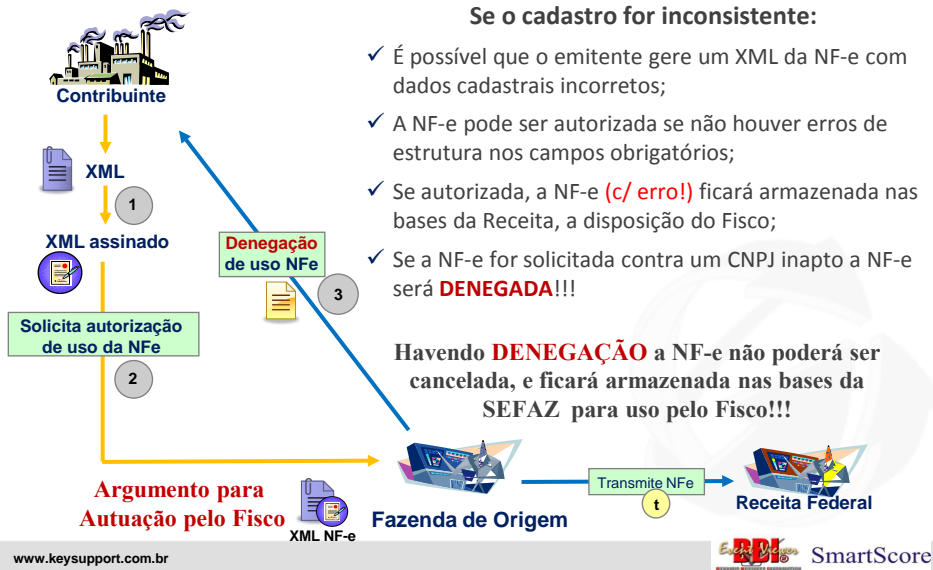 Se o cadastro for inconsistente:
✓ É possível que o emitente gere um XML da NF-e com
dados cadastrais incorretos;
✓ A NF-e pode ser autorizada se não houver erros de
estrutura nos campos obrigatórios;
✓ Se autorizada, a NF-e (c/ erro!) ficará armazenada nas
bases da Receita, a disposição do Fisco;
✓ Se a NF-e for solicitada contra um CNPJ inapto a NF-e
será DENEGADA!!!
Havendo DENEGAÇÃO a NF-e não poderá ser
cancelada, e ficará armazenada nas bases da
SEFAZ para uso pelo Fisco!!!
Contribuinte
XML
1
XML assinado
Solicita autorização
de uso da NFe
2
Denegação
de uso NFe
3
Argumento para
Autuação pelo Fisco
XML NF-e
Fazenda de Origem
Transmite NFe
t
Receita Federal
www.keysupport.com.br
BDI
SmartScore